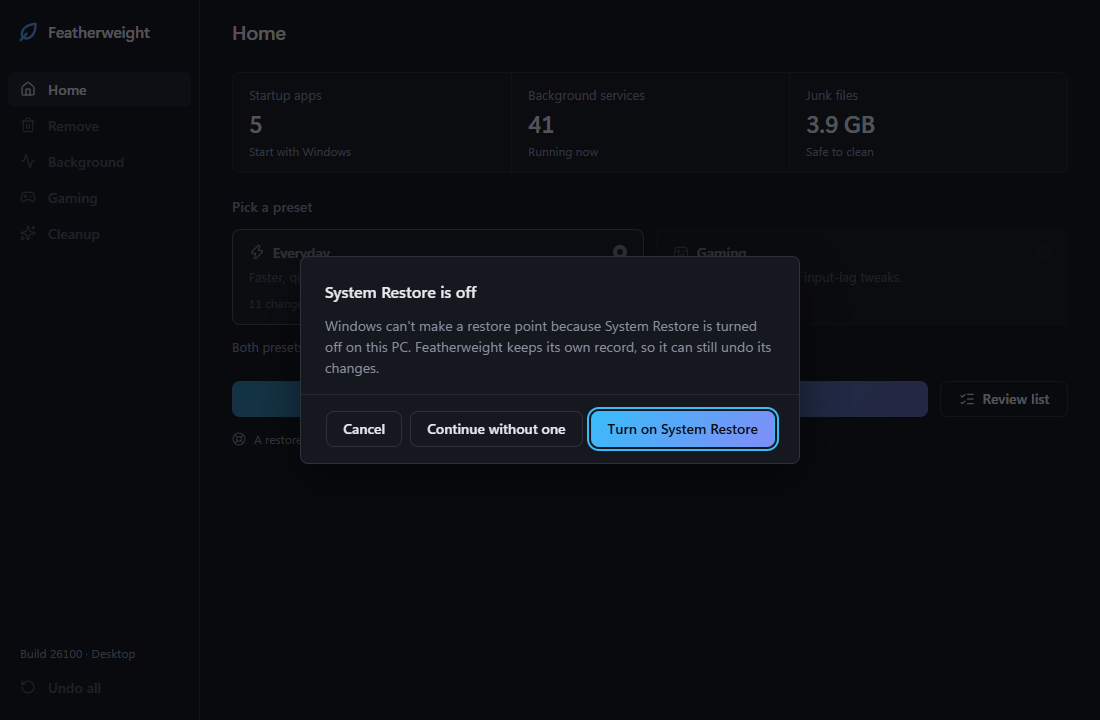 Featherweight
Home
Home
Remove
Background
Gaming
Cleanup
Build 26100 · Desktop
Undo all
Startup apps
5
Start with Windows
Background services
41
Running now
Junk files
3.9 GB
Safe to clean
Pick a preset
Everyday
Faster,
11
Gaming
input-lag tweaks.
Both presets
Review list
A restore
System Restore is off
Windows can't make a restore point because System Restore is turned
off on this PC. Featherweight keeps its own record, so it can still undo its
changes.
Cancel
Continue without one
Turn on System Restore